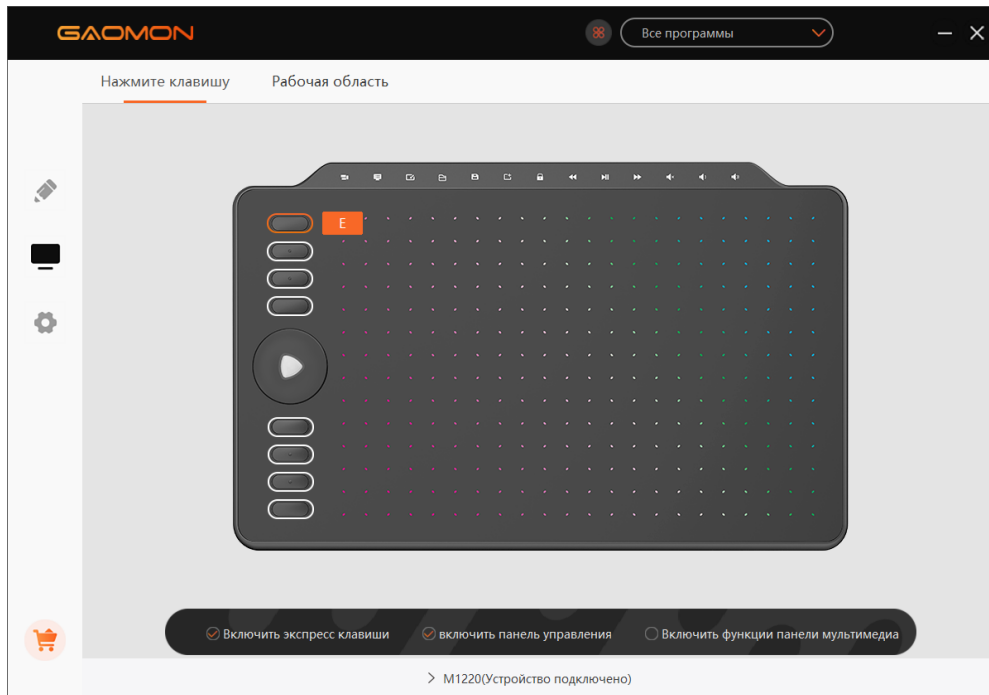 GAOMON
Все программы
Нажмите клавишу
Рабочая область
E
Включить экспресс клавиши
включить панель управления
Включить функции панели мультимедиа
M1220(Устройство подключено)